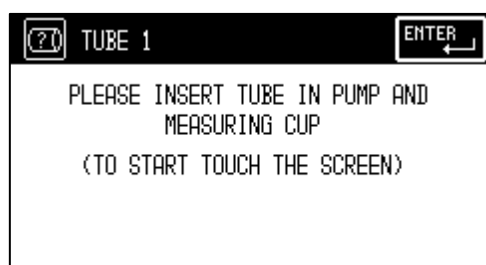 (?) TUBE 1
ENTER
PLEASE INSERT TUBE IN PUMP AND
MEASURING CUP
(TO START TOUCH THE SCREEN)